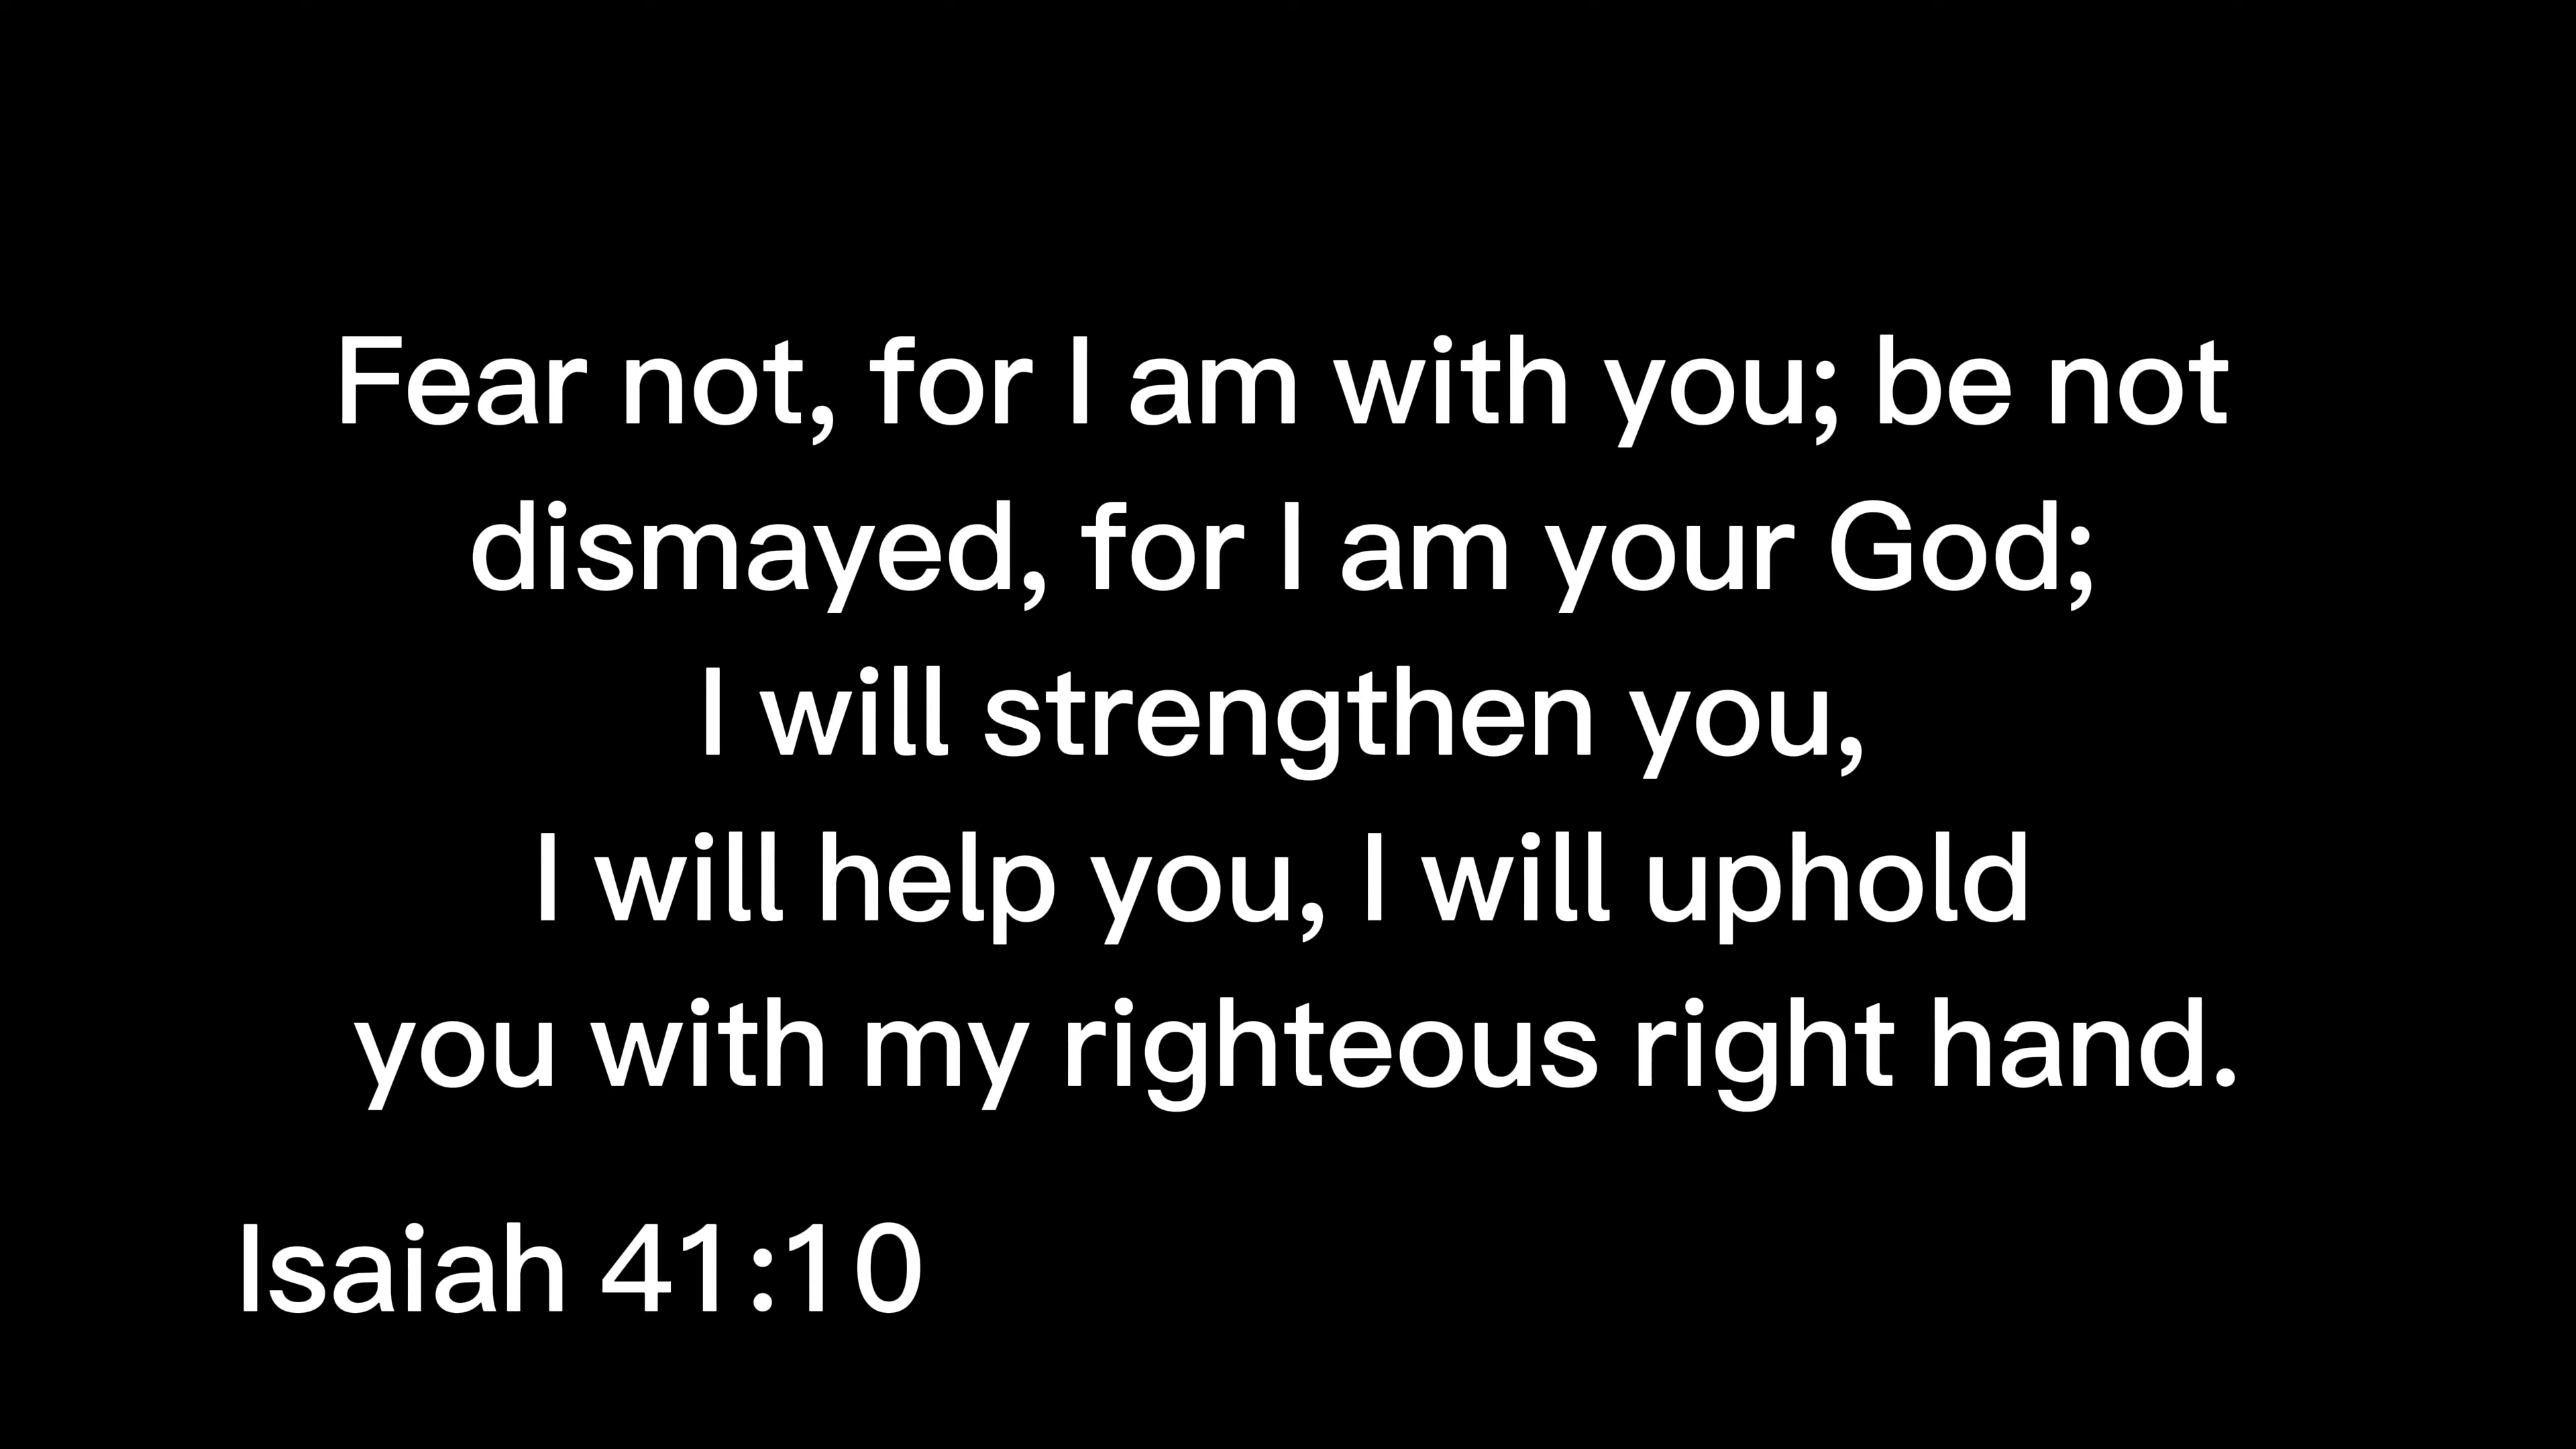 Fear not, for I am with you; be not
dismayed, for I am your God;
I will strengthen you,
I will help you, I will uphold
you with my righteous right hand.
Isaiah 41:10